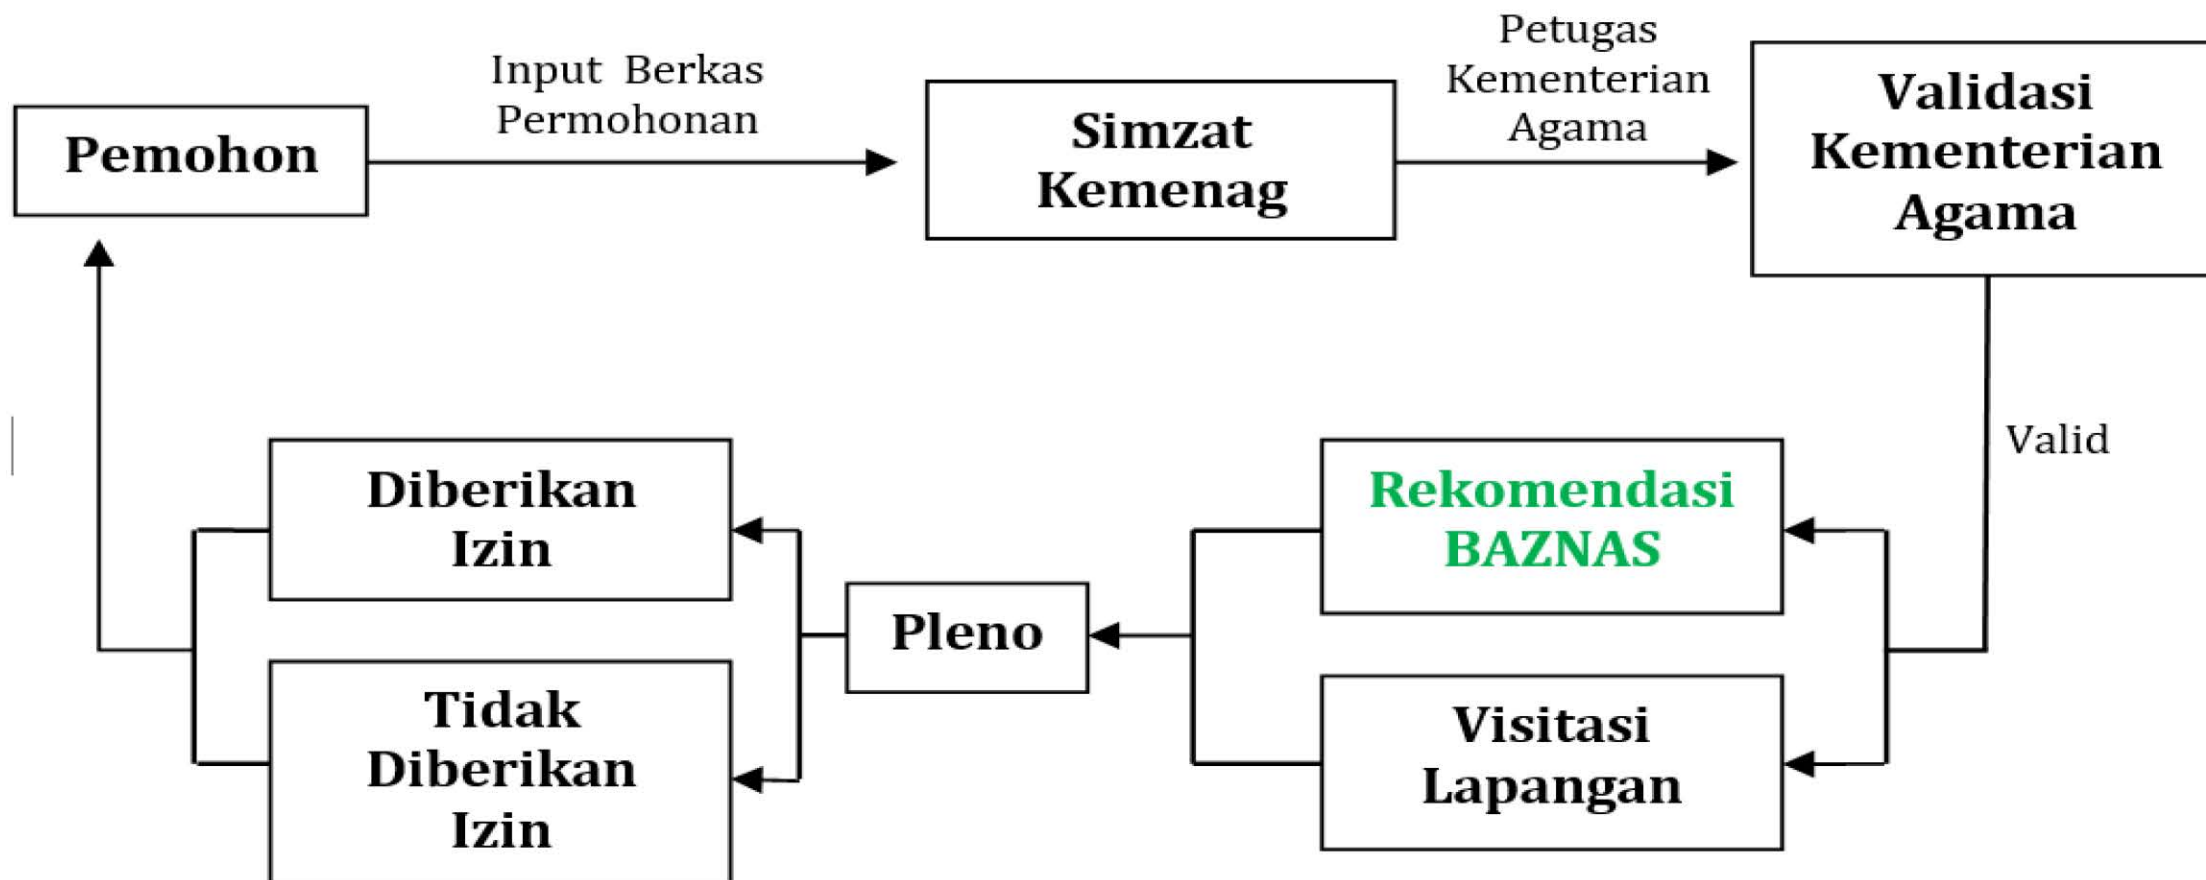 Pemohon
Input Berkas
Permohonan
Simzat
Kemenag
Petugas
Kementerian
Agama
Validasi
Kementerian
Agama
Valid
Rekomendasi
BAZNAS
Visitasi
Lapangan
Pleno
Diberikan
Izin
Tidak
Diberikan
Izin